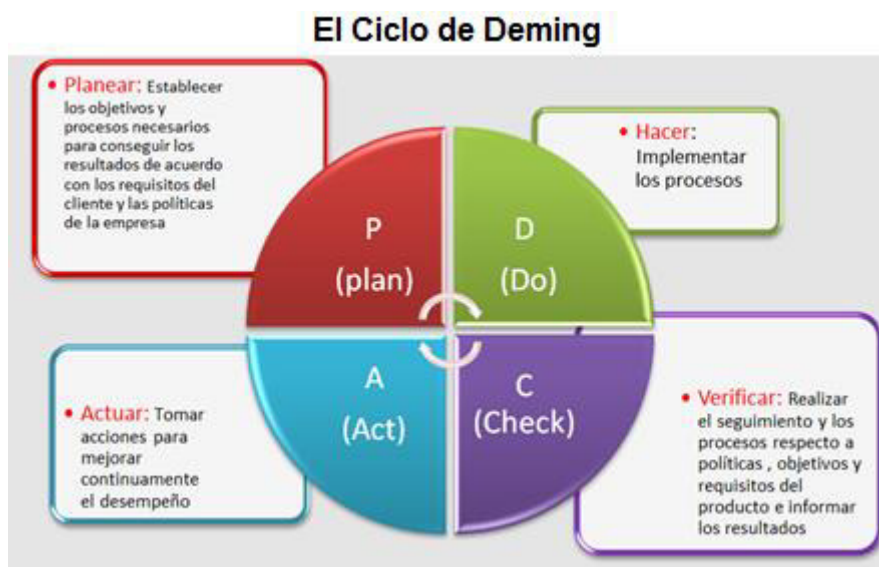 El Ciclo de Deming
• Planear: Establecer
los objetivos y
procesos necesarios
para conseguir los
resultados de acuerdo
con los requisitos del
cliente y las políticas
de la empresa
• Hacer:
Implementar
los procesos
P
(plan)
D
(Do)
A
(Act)
C
(Check)
• Actuar: Tomar
acciones para
mejorar
continuamente
el desempeño
• Verificar: Realizar
el seguimiento y los
procesos respecto a
políticas , objetivos y
requisitos del
producto e informar
los resultados